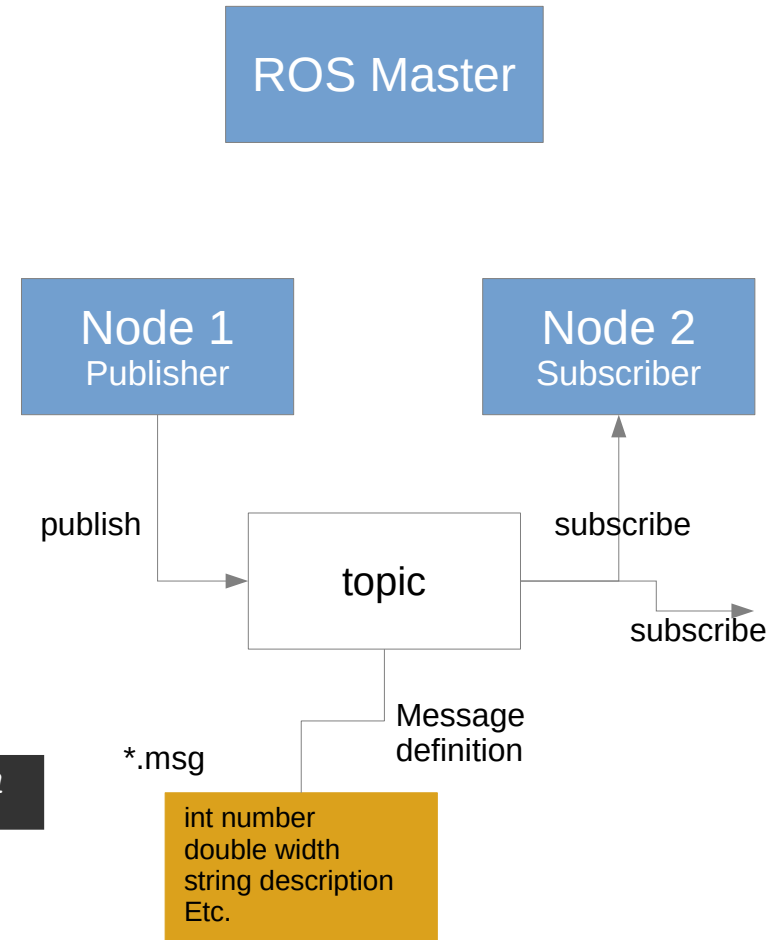 ROS Master
Node 1
Publisher
Node 2
Subscriber
publish
subscribe
topic
subscribe
Message
definition
*.msg
int number
double width
string description
Etc.